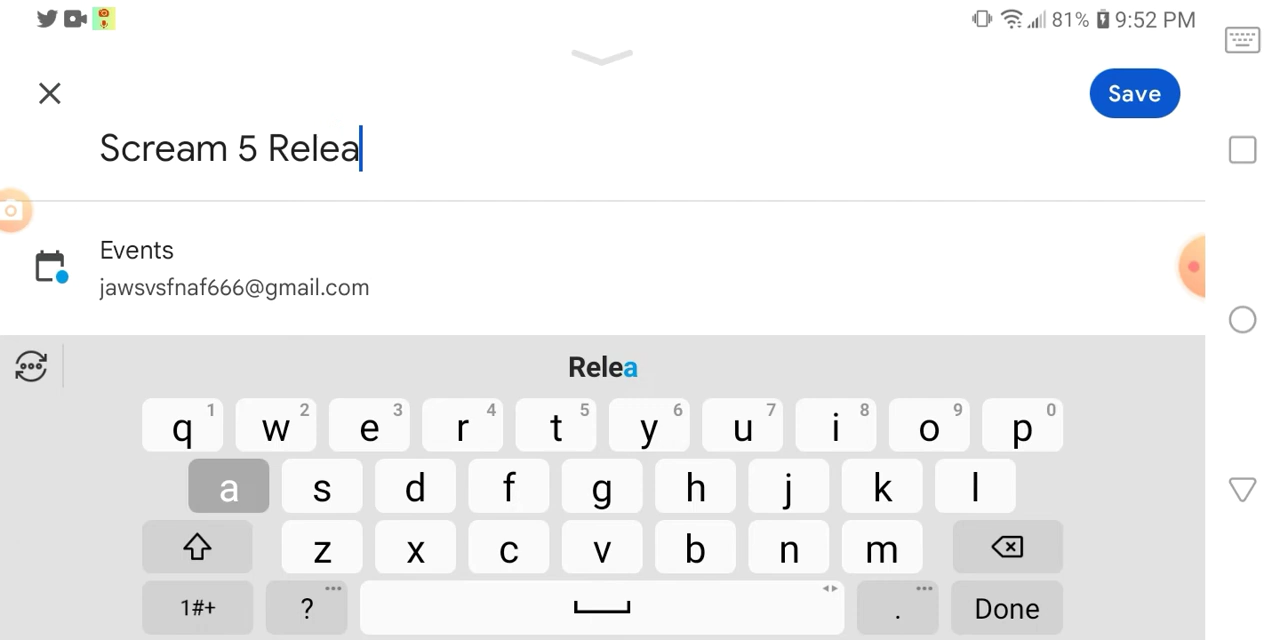 81% 9:52 PM
Save
Scream 5 Relea
Events
jawsvsfnaf666@gmail.com
Relea
q 1 w 2 e 3 r 4 t 5 y 6 u 7 i 8 o 9 p 0
a s d f g h j k l
z x c v b n m
1#+ ? . Done